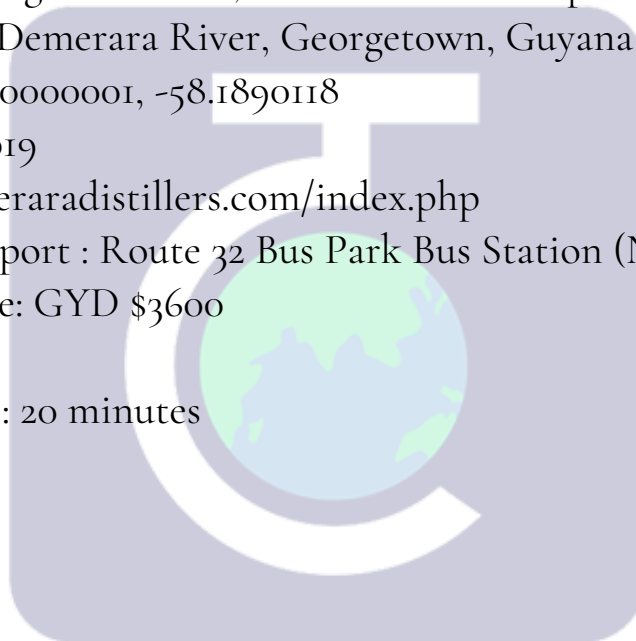 Demerara River, Georgetown, Guyana
00000001, -58.1890118
019
eraradistillers.com/index.php
port : Route 32 Bus Park Bus Station (N
e: GYD $3600
: 20 minutes